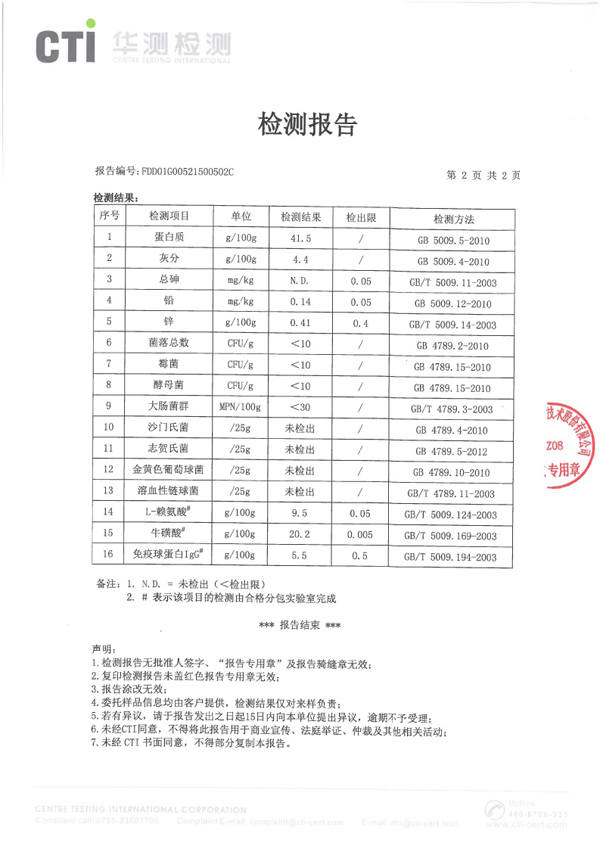 CTI 华测检测
CENTRE TESTING INTERNATIONAL
检测报告
报告编号：FDD01G00521500502C 第 2 页 共 2 页
检测结果：
序号 检测项目 单位 检测结果 检出限 检测方法
1 蛋白质 g/100g 41.5 / GB 5009.5-2010
2 灰分 g/100g 4.4 / GB 5009.4-2010
3 总砷 mg/kg N.D. 0.05 GB/T 5009.11-2003
4 铅 mg/kg 0.14 0.05 GB 5009.12-2010
5 锌 g/100g 0.41 0.4 GB/T 5009.14-2003
6 菌落总数 CFU/g ＜10 / GB 4789.2-2010
7 霉菌 CFU/g ＜10 / GB 4789.15-2010
8 酵母菌 CFU/g ＜10 / GB 4789.15-2010
9 大肠菌群 MPN/100g ＜30 / GB/T 4789.3-2003
10 沙门氏菌 /25g 未检出 / GB 4789.4-2010
11 志贺氏菌 /25g 未检出 / GB 4789.5-2012
12 金黄色葡萄球菌 /25g 未检出 / GB 4789.10-2010
13 溶血性链球菌 /25g 未检出 / GB/T 4789.11-2003
14 L-赖氨酸# g/100g 9.5 0.05 GB/T 5009.124-2003
15 牛磺酸# g/100g 20.2 0.005 GB/T 5009.169-2003
16 免疫球蛋白IgG# g/100g 5.5 0.5 GB/T 5009.194-2003
技术股份有限公司
Z08
专用章
备注：1. N.D. = 未检出（＜检出限）
2. # 表示该项目的检测由合格分包实验室完成
*** 报告结束 ***
声明：
1.检测报告无批准人签字、“报告专用章”及报告骑缝章无效；
2.复印检测报告未盖红色报告专用章无效；
3.报告涂改无效；
4.委托样品信息均由客户提供，检测结果仅对来样负责；
5.若有异议，请于报告发出之日起15日内向本单位提出异议，逾期不予受理；
6.未经CTI同意，不得将此报告用于商业宣传、法庭举证、仲裁及其他相关活动；
7.未经 CTI 书面同意，不得部分复制本报告。
CENTRE TESTING INTERNATIONAL CORPORATION
Hotline
Complaint call: 0755-33681700 Complaint E-mail: complaint@cti-cert.com E-mail: info@cti-cert.com
400-6788-333
www.cti-cert.com